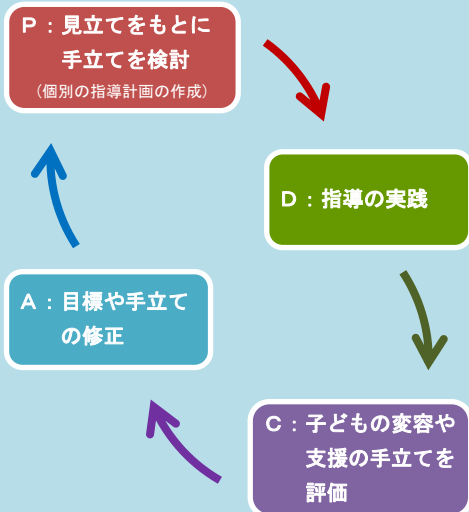 P：見立てをもとに
手立てを検討
（個別の指導計画の作成）
D：指導の実践
C：子どもの変容や
支援の手立てを
評価
A：目標や手立て
の修正